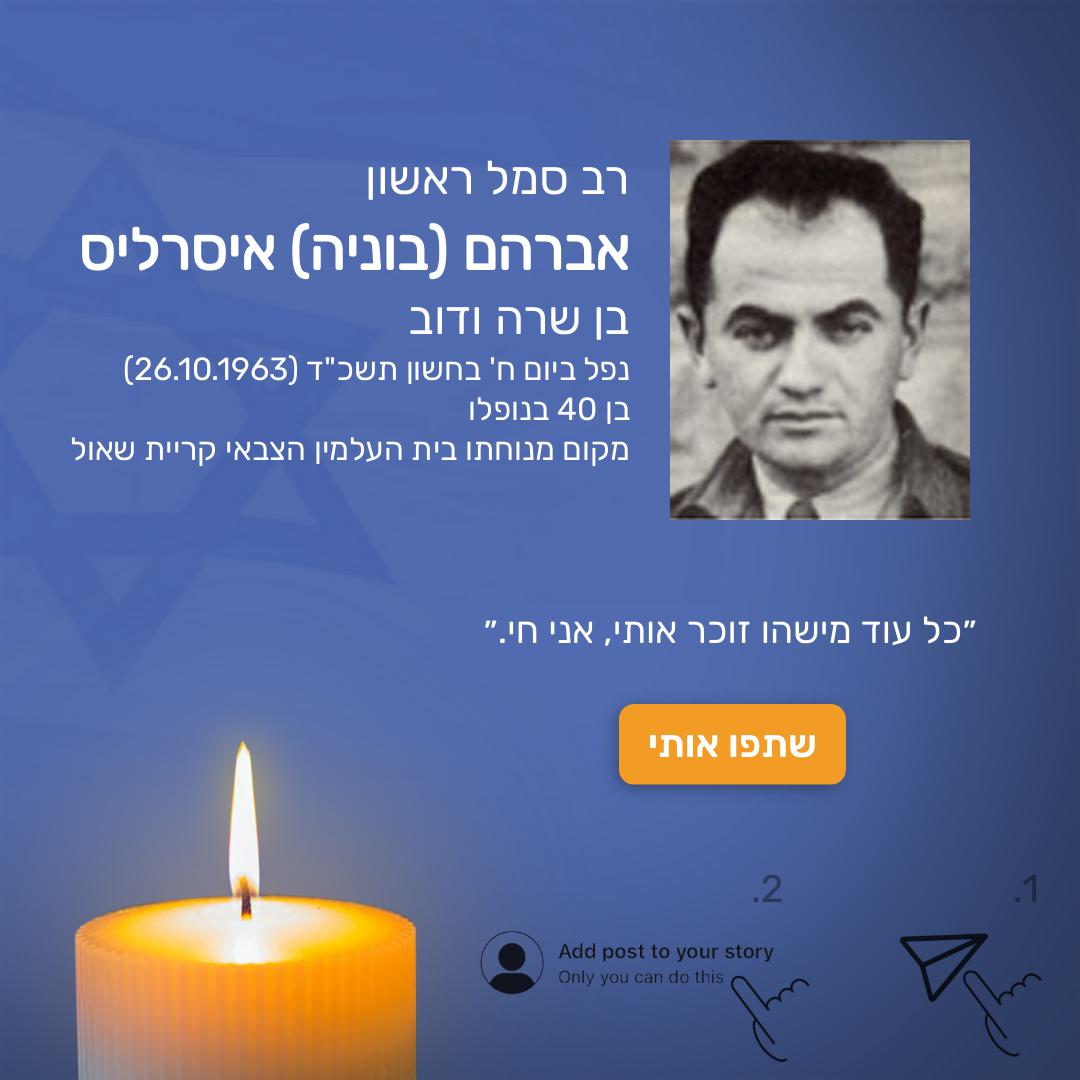 רב סמל ראשון
אברהם (בוניה) איסרליס
בן שרה ודוב
נפל ביום ח' בחשון תשכ"ד (26.10.1963)
בן 40 בנופלו
מקום מנוחתו בית העלמין הצבאי קריית שאול
״כל עוד מישהו זוכר אותי, אני חי.״
שתפו אותי
.1
.2
Add post to your story
Only you can do this